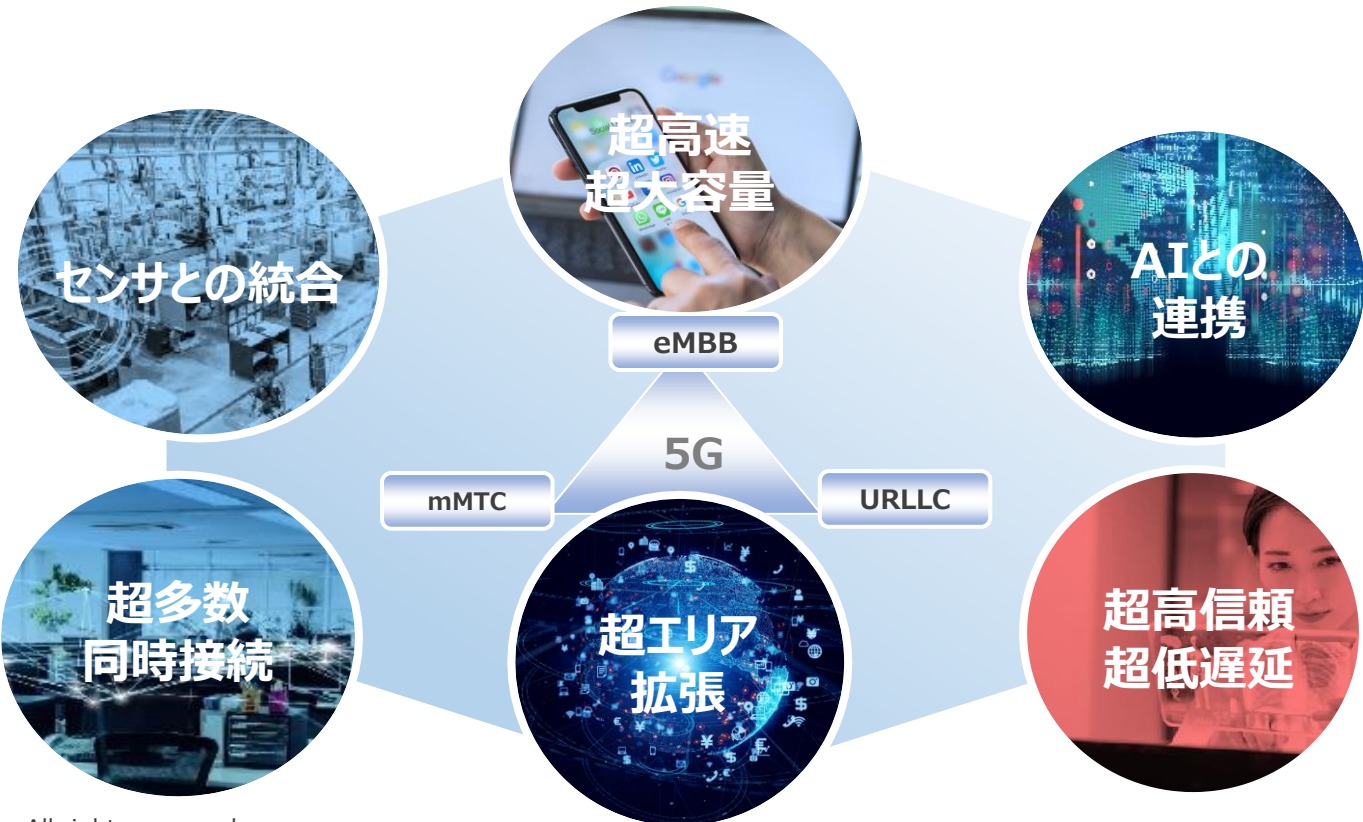 超高速
超大容量
センサとの統合
AIとの
連携
eMBB
5G
mMTC
URLLC
超多数
同時接続
超エリア
拡張
超高信頼
超低遅延